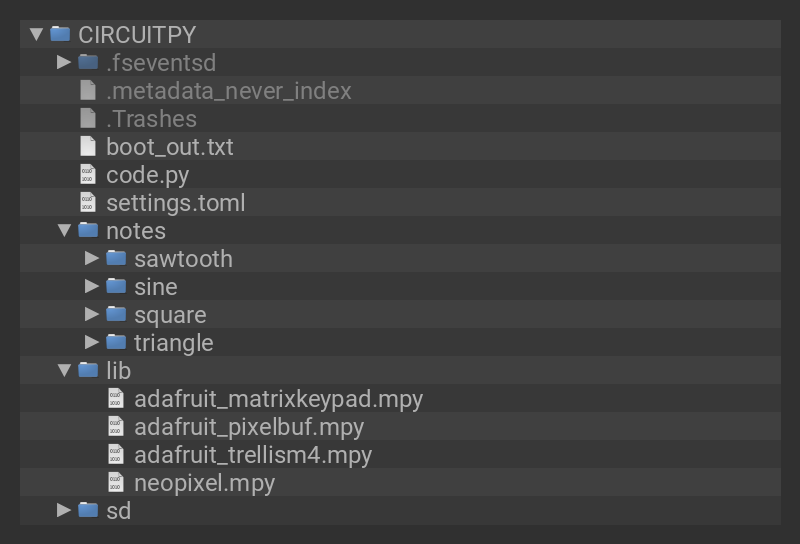 CIRCUITPY
.fseventsd
.metadata_never_index
.Trashes
boot_out.txt
code.py
settings.toml
notes
sawtooth
sine
square
triangle
lib
adafruit_matrixkeypad.mpy
adafruit_pixelbuf.mpy
adafruit_trellism4.mpy
neopixel.mpy
sd